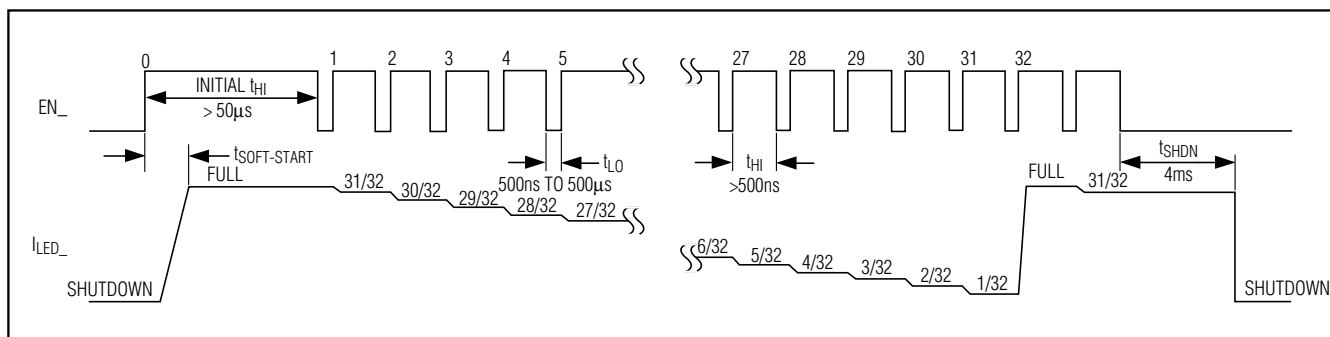 0 1 2 3 4 5 27 28 29 30 31 32
INITIAL tHI
> 50µs
EN_
tSOFT-START
tLO
500ns TO 500µs
tHI
>500ns
tSHDN
4ms
FULL
31/32
30/32
29/32
28/32
27/32
FULL
31/32
ILED_
6/32
5/32
4/32
3/32
2/32
1/32
SHUTDOWN
SHUTDOWN